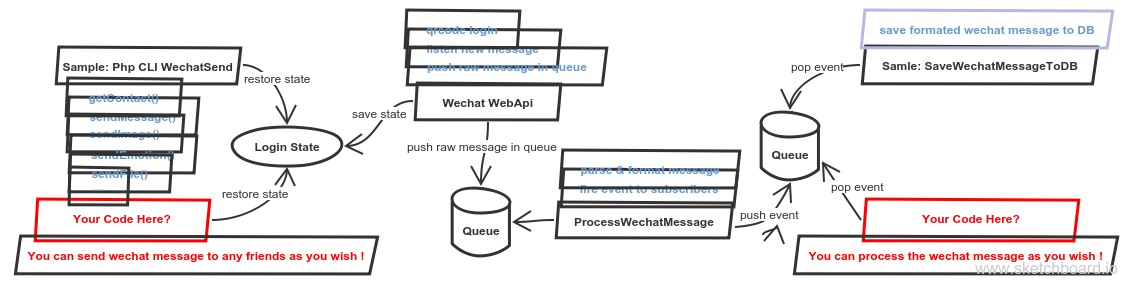 Sample: Php CLI WechatSend
getContact()
sendMessage()
sendImage()
sendEmotion()
sendFile()
...
Your Code Here?
You can send wechat message to any friends as you wish !
restore state
Login State
restore state
save state
qrcode login
listen new message
push raw message in queue
Wechat WebApi
push raw message in queue
Queue
parse & format message
fire event to subscribers
ProcessWechatMessage
push event
Queue
pop event
save formated wechat message to DB
Samle: SaveWechatMessageToDB
pop event
Your Code Here?
You can process the wechat message as you wish !
www.sketchboard.io